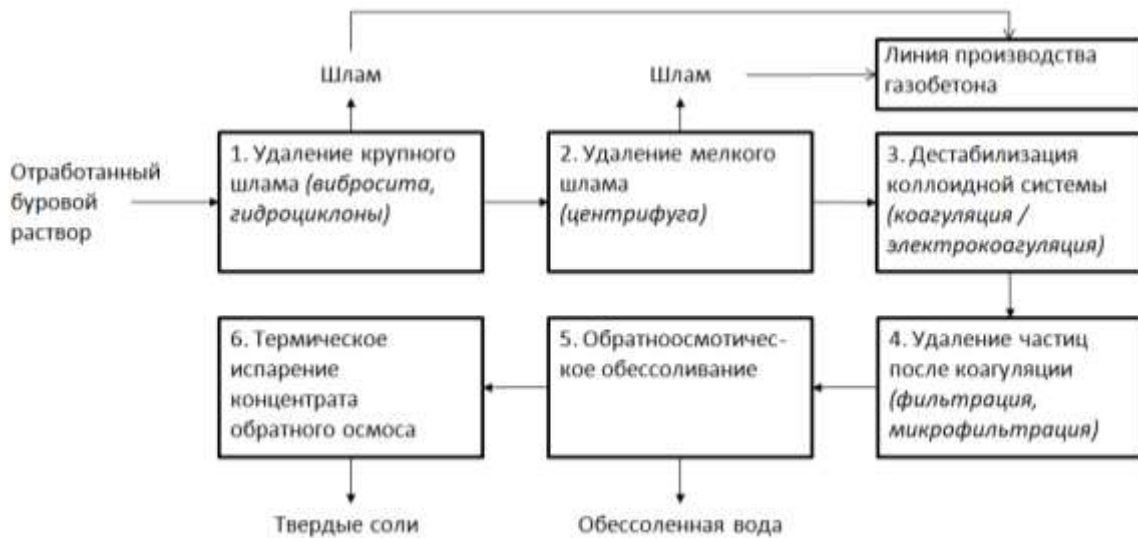 Шлам
Шлам
Линия производства
газобетона
Отработанный
буровой
раствор
1. Удаление крупного
шлама (вибросита,
гидроциклоны)
2. Удаление мелкого
шлама
(центрифуга)
3. Дестабилизация
коллоидной системы
(коагуляция /
электрокоагуляция)
6. Термическое
испарение
концентрата
обратного осмоса
5. Обратноосмотичес-
кое обессоливание
4. Удаление частиц
после коагуляции
(фильтрация,
микрофильтрация)
Твердые соли
Обессоленная вода